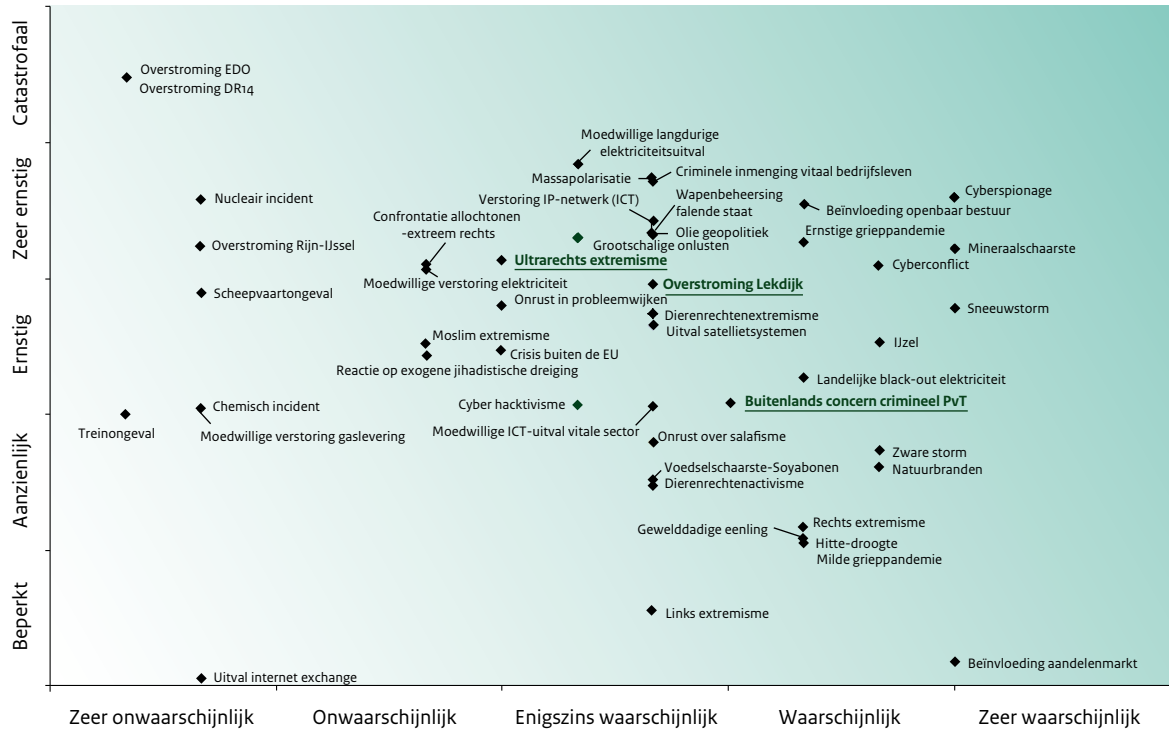 Catastrofaal
Zeer ernstig
Ernstig
Aanzienlijk
Beperkt
Overstroming EDO
Overstroming DR14
Moedwillige langdurige
elektriciteitsuitval
Massapolarisatie
Criminele inmenging vitaal bedrijfsleven
Nucleair incident
Verstoring IP-netwerk (ICT)
Wapenbeheersing
falende staat
Cyberspionage
Beïnvloeding openbaar bestuur
Confrontatie allochtonen
-extreem rechts
Olie geopolitiek
Ernstige grieppandemie
Overstroming Rijn-IJssel
Grootschalige onlusten
Mineraalschaarste
Ultrarechts extremisme
Cyberconflict
Moedwillige verstoring elektriciteit
Overstroming Lekdijk
Scheepvaartongeval
Onrust in probleemwijken
Sneeuwstorm
Dierenrechtenextremisme
Uitval satellietsystemen
Moslim extremisme
IJzel
Crisis buiten de EU
Reactie op exogene jihadistische dreiging
Landelijke black-out elektriciteit
Chemisch incident
Cyber hacktivisme
Buitenlands concern crimineel PvT
Treinongeval
Moedwillige verstoring gaslevering
Moedwillige ICT-uitval vitale sector
Onrust over salafisme
Zware storm
Voedselschaarste-Soyabonen
Natuurbranden
Dierenrechtenactivisme
Rechts extremisme
Gewelddadige eenling
Hitte-droogte
Milde grieppandemie
Links extremisme
Beïnvloeding aandelenmarkt
Uitval internet exchange
Zeer onwaarschijnlijk
Onwaarschijnlijk
Enigszins waarschijnlijk
Waarschijnlijk
Zeer waarschijnlijk